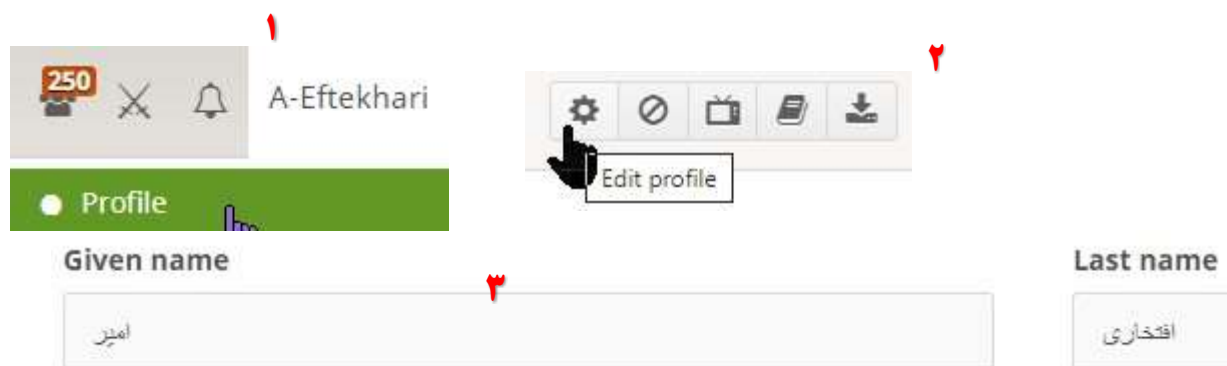 ۱
250
A-Eftekhari
Profile
۲
Edit profile
۳
Given name
امیر
Last name
افتخاری